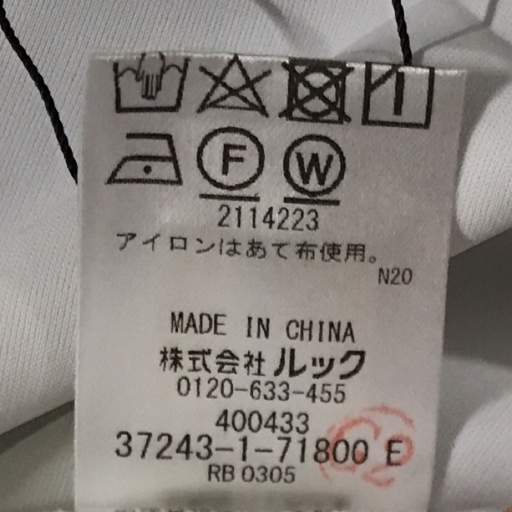 F W
2114223
アイロンはあて布使用。
N20
MADE IN CHINA
株式会社ルック
0120-633-455
400433
37243-1-71800 E
RB 0305